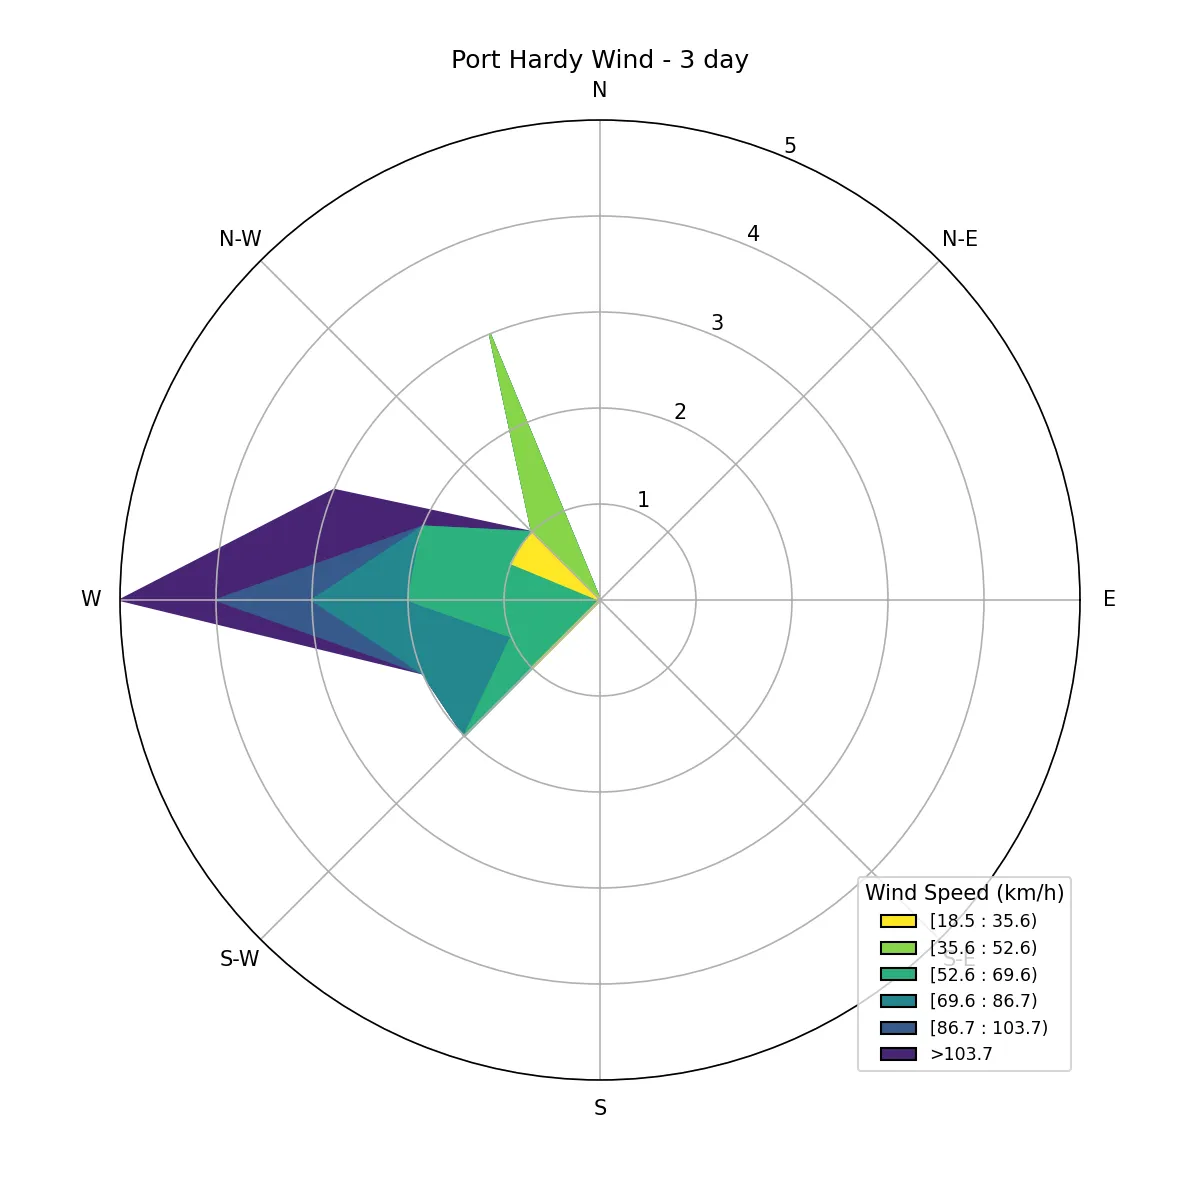 Port Hardy Wind - 3 day
N
5
N-W
4
N-E
3
2
1
W
E
S-W
S-E
S
Wind Speed (km/h)
[18.5 : 35.6)
[35.6 : 52.6)
[52.6 : 69.6)
[69.6 : 86.7)
[86.7 : 103.7)
>103.7